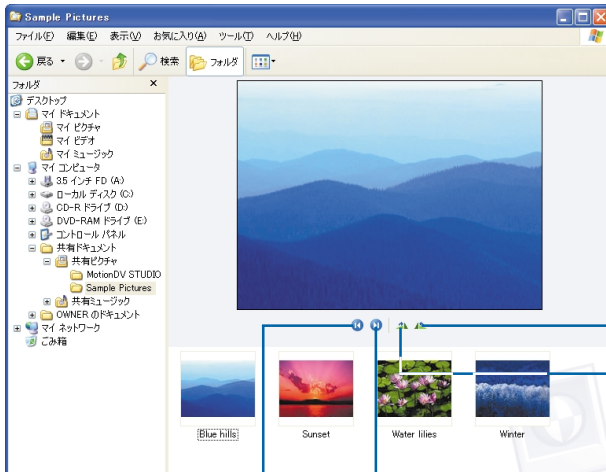 Sample Pictures
ファイル(F) 編集(E) 表示(V) お気に入り(A) ツール(T) ヘルプ(H)
戻る 検索 フォルダ
フォルダ ×
デスクトップ
マイ ドキュメント
マイ ピクチャ
マイ ビデオ
マイ ミュージック
マイ コンピュータ
3.5 インチ FD (A:)
ローカル ディスク (C:)
CD-R ドライブ (D:)
DVD-RAM ドライブ (E:)
コントロール パネル
共有ドキュメント
共有ピクチャ
MotionDV STUDIO
Sample Pictures
共有ミュージック
OWNER のドキュメント
マイ ネットワーク
ごみ箱
Blue hills Sunset Water lilies Winter